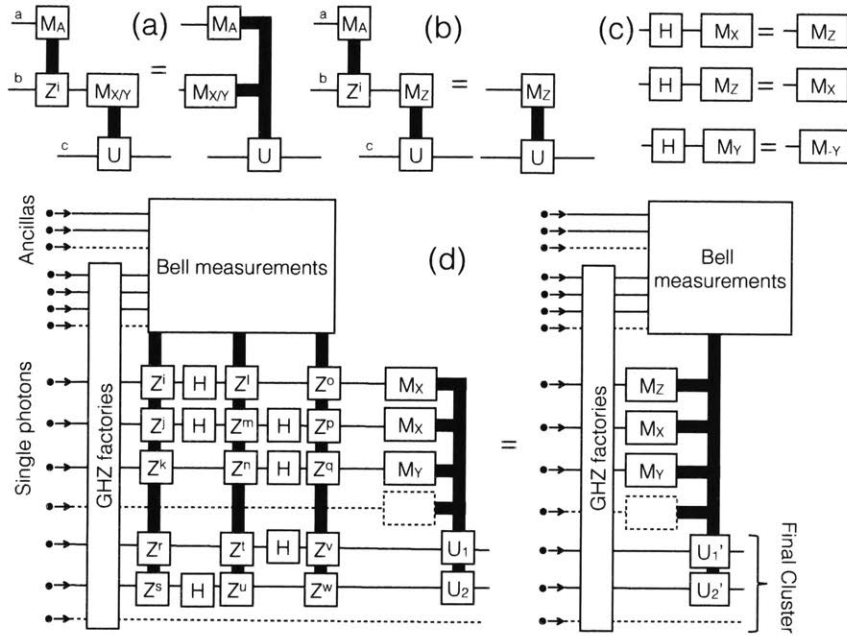 a
M_A
(a)
M_A
b
Z^i
M_X/Y
=
M_X/Y
c
U
U
a
M_A
(b)
b
Z^i
M_Z
=
M_Z
c
U
U
(c)
H M_X = M_Z
H M_Z = M_X
H M_Y = M_-Y
Ancillas
Single photons
GHZ factories
Bell measurements
(d)
Z^i H Z^l Z^o M_X
Z^j H Z^m H Z^p M_X
Z^k Z^n H Z^q M_Y
Z^r Z^t H Z^v U_1
Z^s H Z^u Z^w U_2
=
GHZ factories
Bell measurements
M_Z
M_X
M_Y
U_1'
U_2'
Final Cluster